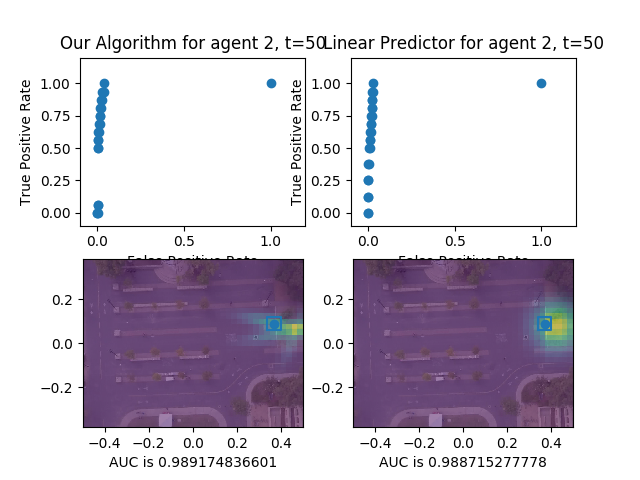 Our Algorithm for agent 2, t=50
Linear Predictor for agent 2, t=50
True Positive Rate
1.00
0.75
0.50
0.25
0.00
0.0 0.5 1.0
False Positive Rate
True Positive Rate
1.00
0.75
0.50
0.25
0.00
0.0 0.5 1.0
False Positive Rate
0.2
0.0
−0.2
−0.4 −0.2 0.0 0.2 0.4
AUC is 0.989174836601
0.2
0.0
−0.2
−0.4 −0.2 0.0 0.2 0.4
AUC is 0.988715277778